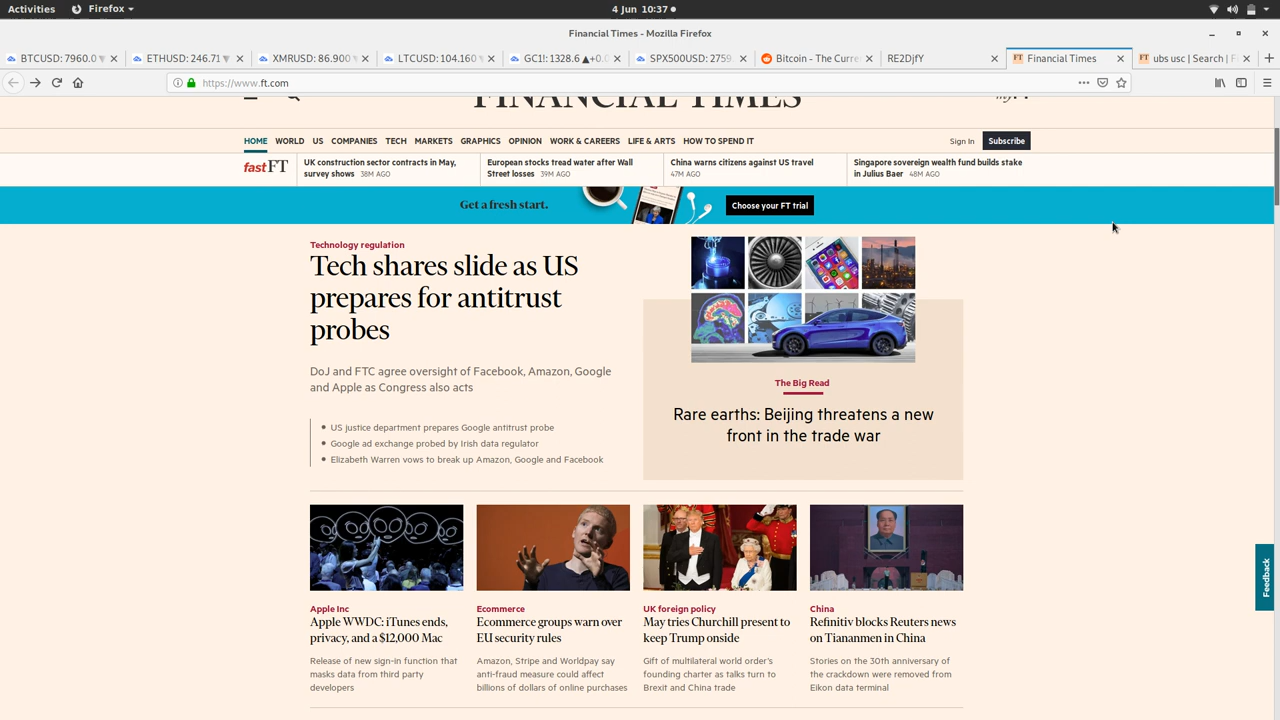 Activities Firefox 4 Jun 10:37
Financial Times - Mozilla Firefox
BTCUSD: 7960.0 ETHUSD: 246.71 XMRUSD: 86.900 LTCUSD: 104.160 GC1!: 1328.6 ▲+0. SPX500USD: 2759 Bitcoin - The Curre RE2DjfY Financial Times ubs usc | Search | F
https://www.ft.com
FINANCIAL TIMES
HOME WORLD US COMPANIES TECH MARKETS GRAPHICS OPINION WORK & CAREERS LIFE & ARTS HOW TO SPEND IT Sign In Subscribe
fastFT
UK construction sector contracts in May,
survey shows 38M AGO
European stocks tread water after Wall
Street losses 39M AGO
China warns citizens against US travel
47M AGO
Singapore sovereign wealth fund builds stake
in Julius Baer 48M AGO
Get a fresh start. Choose your FT trial
Technology regulation
Tech shares slide as US
prepares for antitrust
probes
DoJ and FTC agree oversight of Facebook, Amazon, Google
and Apple as Congress also acts
US justice department prepares Google antitrust probe
Google ad exchange probed by Irish data regulator
Elizabeth Warren vows to break up Amazon, Google and Facebook
The Big Read
Rare earths: Beijing threatens a new
front in the trade war
Apple Inc
Apple WWDC: iTunes ends,
privacy, and a $12,000 Mac
Release of new sign-in function that
masks data from third party
developers
Ecommerce
Ecommerce groups warn over
EU security rules
Amazon, Stripe and Worldpay say
anti-fraud measure could affect
billions of dollars of online purchases
UK foreign policy
May tries Churchill present to
keep Trump onside
Gift of multilateral world order's
founding charter as talks turn to
Brexit and China trade
China
Refinitiv blocks Reuters news
on Tiananmen in China
Stories on the 30th anniversary of
the crackdown were removed from
Eikon data terminal
Feedback